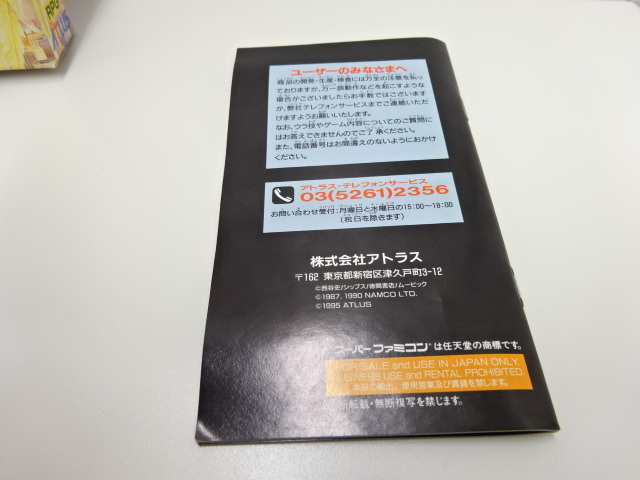 RPG
ATLUS
ユーザーのみなさまへ
商品の開発・生産・検査には万全の注意を払っ
ておりますが、万一誤動作などを起こすような
場合がございましたらお手数ではございます
が、弊社テレフォンサービスまでご連絡いただ
けますようお願いいたします。
なお、ウラ技やゲーム内容についてのご質問に
はお答えできませんのでご了承ください。
また、電話番号はお間違えのないようにおかけ
ください。
アトラス・テレフォンサービス
03(5261)2356
お問い合わせ受付：月曜日と水曜日の15:00〜18:00
(祝日を除きます)
株式会社アトラス
〒162 東京都新宿区津久戸町3-12
©西谷史/シップス/徳間書店/ムービック
©1987, 1990 NAMCO LTD.
©1995 ATLUS
スーパーファミコンは任天堂の商標です。
FOR SALE and USE IN JAPAN ONLY.
BUSINESS USE and RENTAL PROHIBITED.
本品の輸出、使用営業及び賃貸を禁じます。
断転載・無断複写を禁じます。